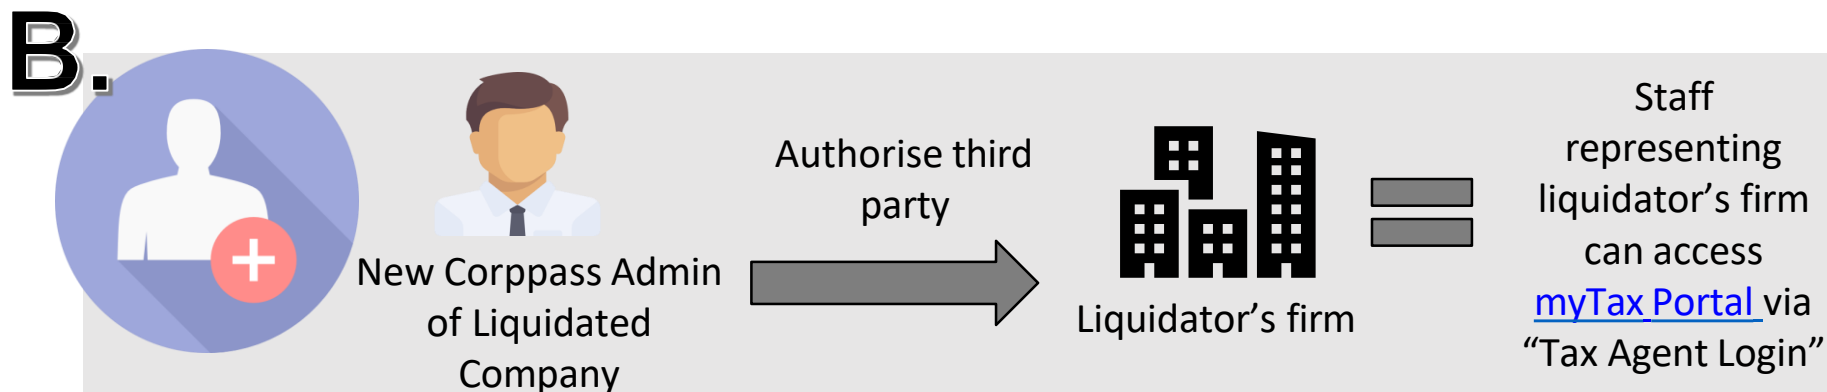 B.
New Corppass Admin
of Liquidated
Company
Authorise third
party
Liquidator’s firm
Staff
representing
liquidator’s firm
can access
myTax Portal via
“Tax Agent Login”